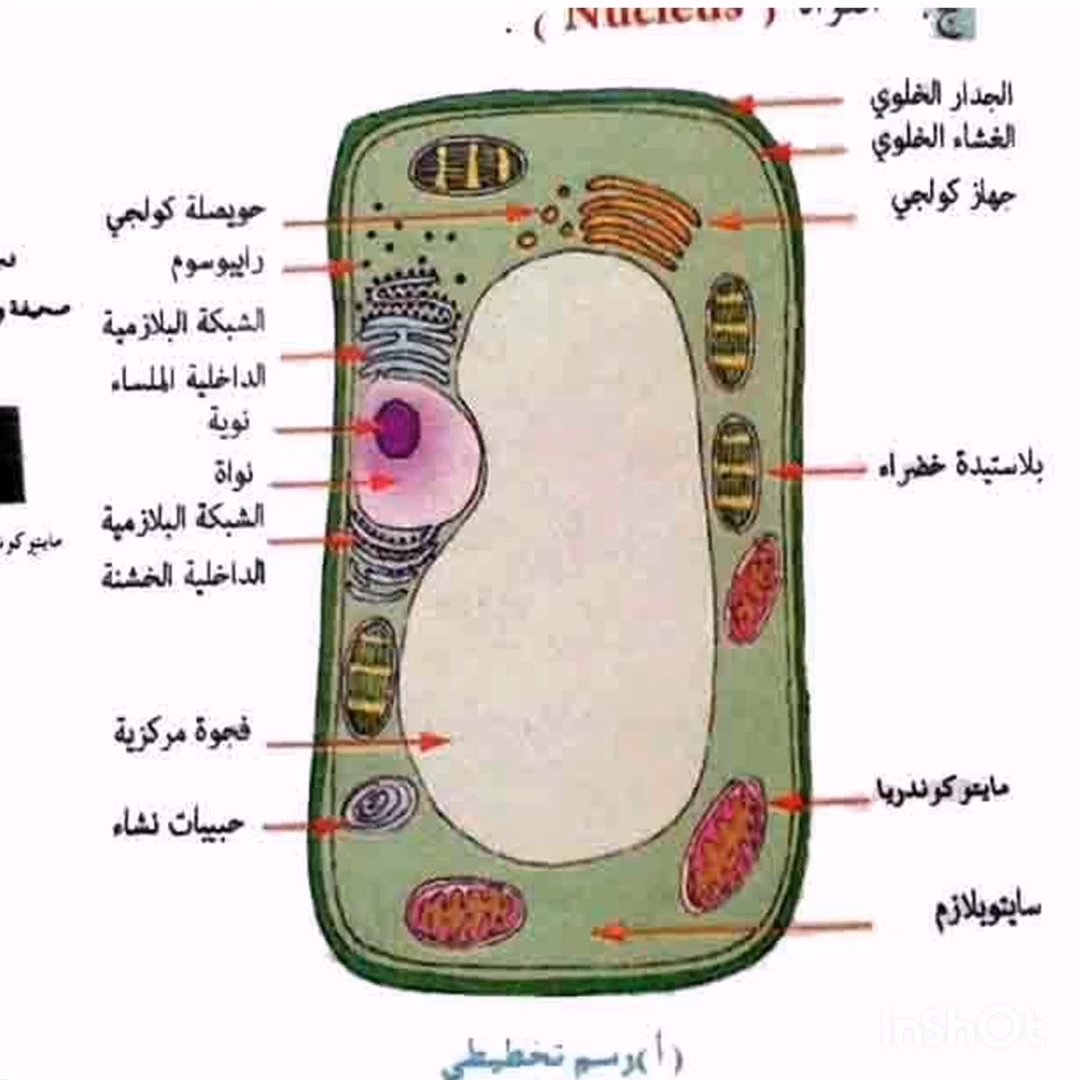 ( Nucleus )
الجدار الخلوي
الغشاء الخلوي
جهاز كولجي
بلاستيدة خضراء
مايتوكوندريا
سايتوبلازم
حويصلة كولجي
رايبوسوم
الشبكة البلازمية
الداخلية الملساء
نوية
نواة
الشبكة البلازمية
الداخلية الخشنة
فجوة مركزية
حبيبات نشاء
(أ) رسم تخطيطي
InShOt